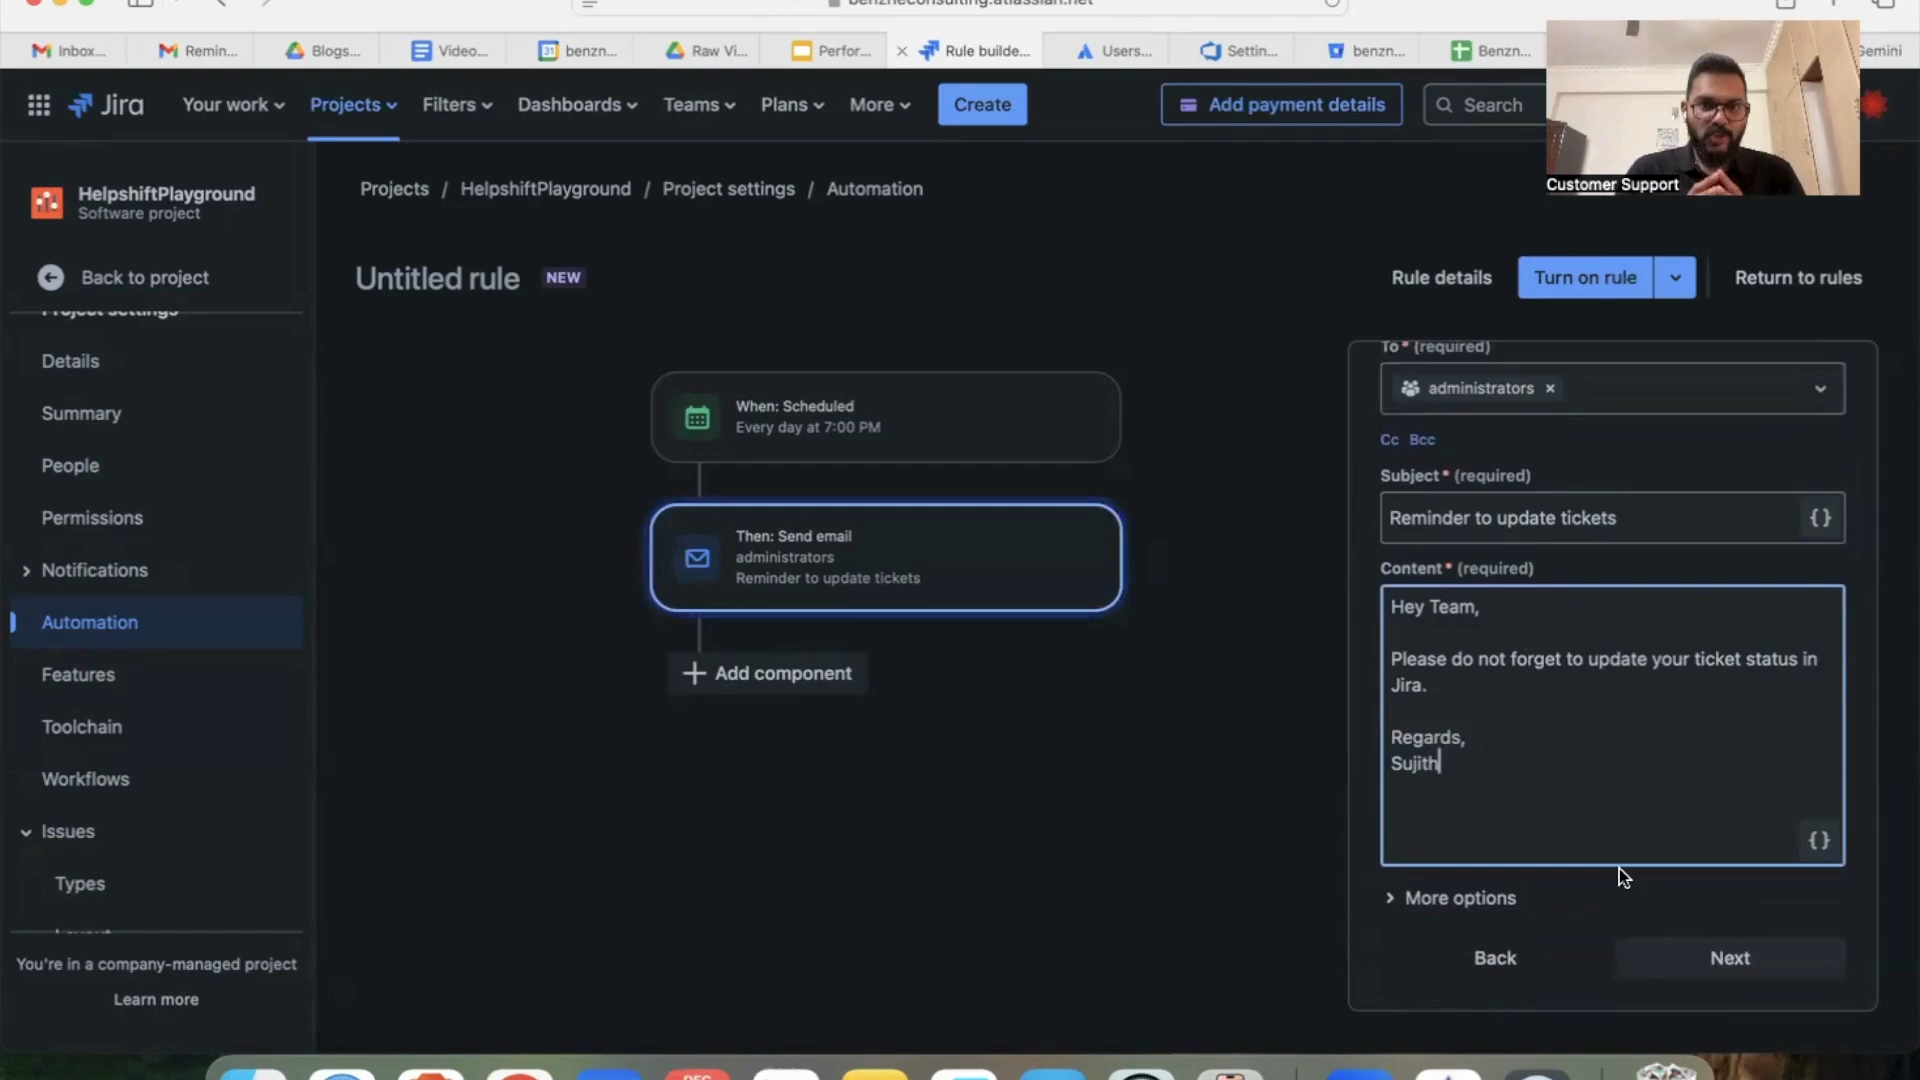 Inbox...
Remin...
Blogs...
Video...
31
benzn...
Raw Vi...
Perfor...
Rule builde...
Users...
Settin...
benzn...
Benzn...
Gemini
Jira
Your work
Projects
Filters
Dashboards
Teams
Plans
More
Create
Add payment details
Search
Customer Support
HelpshiftPlayground
Software project
Back to project
Project settings
Details
Summary
People
Permissions
Notifications
Automation
Features
Toolchain
Workflows
Issues
Types
You're in a company-managed project
Learn more
Projects / HelpshiftPlayground / Project settings / Automation
Untitled rule NEW
Rule details
Turn on rule
Return to rules
When: Scheduled
Every day at 7:00 PM
Then: Send email
administrators
Reminder to update tickets
+ Add component
To* (required)
administrators ×
Cc Bcc
Subject* (required)
Reminder to update tickets
{}
Content* (required)
Hey Team,
Please do not forget to update your ticket status in
Jira.
Regards,
Sujith
{}
More options
Back
Next
DEC